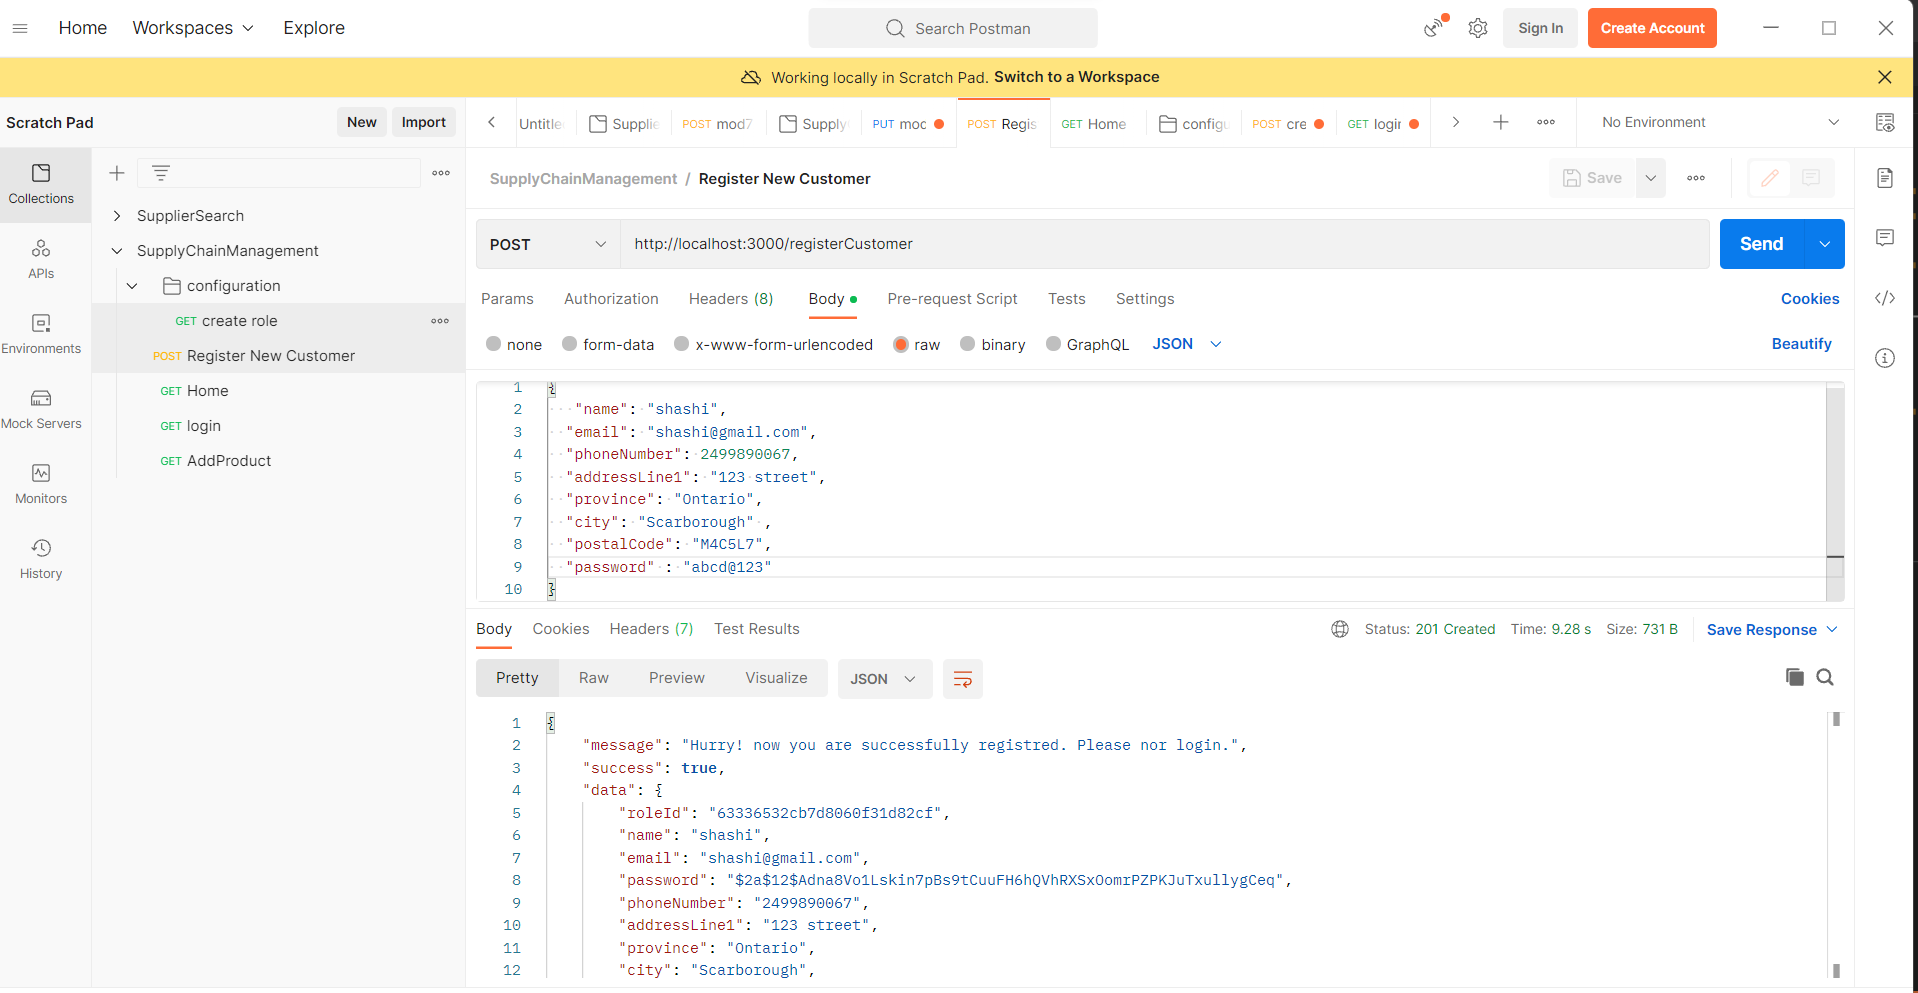 Home Workspaces Explore Search Postman Sign In Create Account
Working locally in Scratch Pad. Switch to a Workspace
Scratch Pad New Import
Untitle Supplie POST mod7 Supply PUT moc POST Regis GET Home configu POST cre GET login No Environment
Collections
APIs
Environments
Mock Servers
Monitors
History
SupplierSearch
SupplyChainManagement
configuration
GET create role
POST Register New Customer
GET Home
GET login
GET AddProduct
SupplyChainManagement / Register New Customer Save
POST http://localhost:3000/registerCustomer Send
Params Authorization Headers (8) Body Pre-request Script Tests Settings Cookies
none form-data x-www-form-urlencoded raw binary GraphQL JSON Beautify
1 {
2 "name": "shashi",
3 "email": "shashi@gmail.com",
4 "phoneNumber": 2499890067,
5 "addressLine1": "123 street",
6 "province": "Ontario",
7 "city": "Scarborough" ,
8 "postalCode": "M4C5L7",
9 "password" : "abcd@123"
10 }
Body Cookies Headers (7) Test Results Status: 201 Created Time: 9.28 s Size: 731 B Save Response
Pretty Raw Preview Visualize JSON
1 {
2 "message": "Hurry! now you are successfully registred. Please nor login.",
3 "success": true,
4 "data": {
5 "roleId": "63336532cb7d8060f31d82cf",
6 "name": "shashi",
7 "email": "shashi@gmail.com",
8 "password": "$2a$12$Adna8Vo1Lskin7pBs9tCuuFH6hQVhRXSxOomrPZPKJuTxullygCeq",
9 "phoneNumber": "2499890067",
10 "addressLine1": "123 street",
11 "province": "Ontario",
12 "city": "Scarborough",